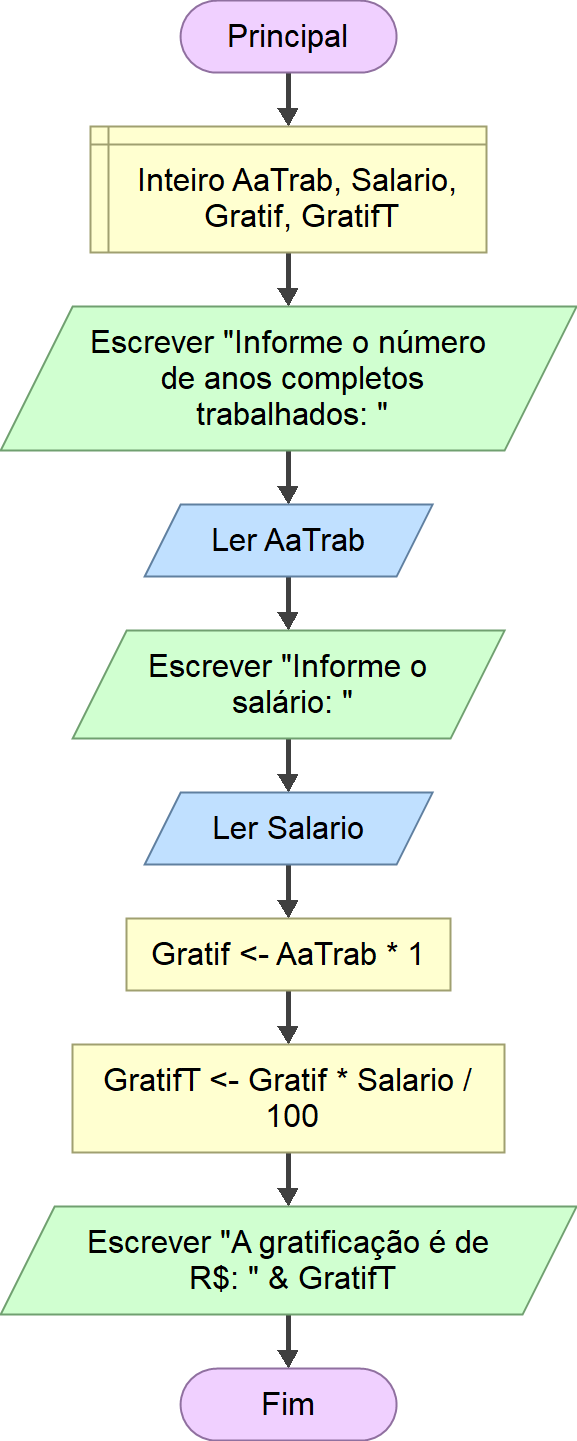 Principal
Inteiro AaTrab, Salario,
Gratif, GratifT
Escrever "Informe o número
de anos completos
trabalhados: "
Ler AaTrab
Escrever "Informe o
salário: "
Ler Salario
Gratif <- AaTrab * 1
GratifT <- Gratif * Salario /
100
Escrever "A gratificação é de
R$: " & GratifT
Fim